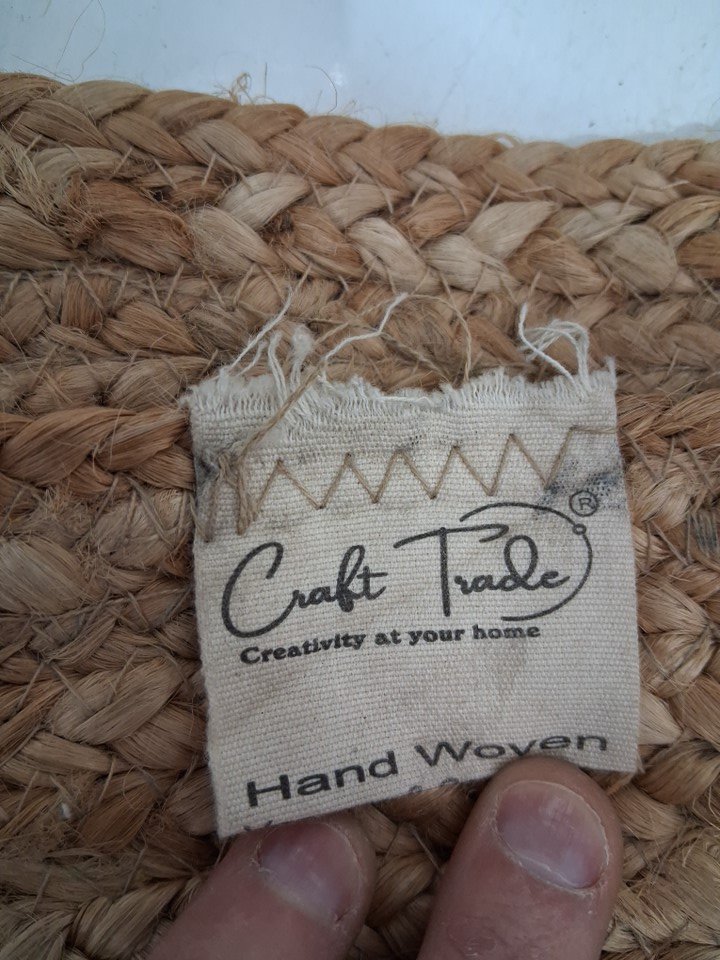 Craft Trade®
Creativity at your home
Hand Woven